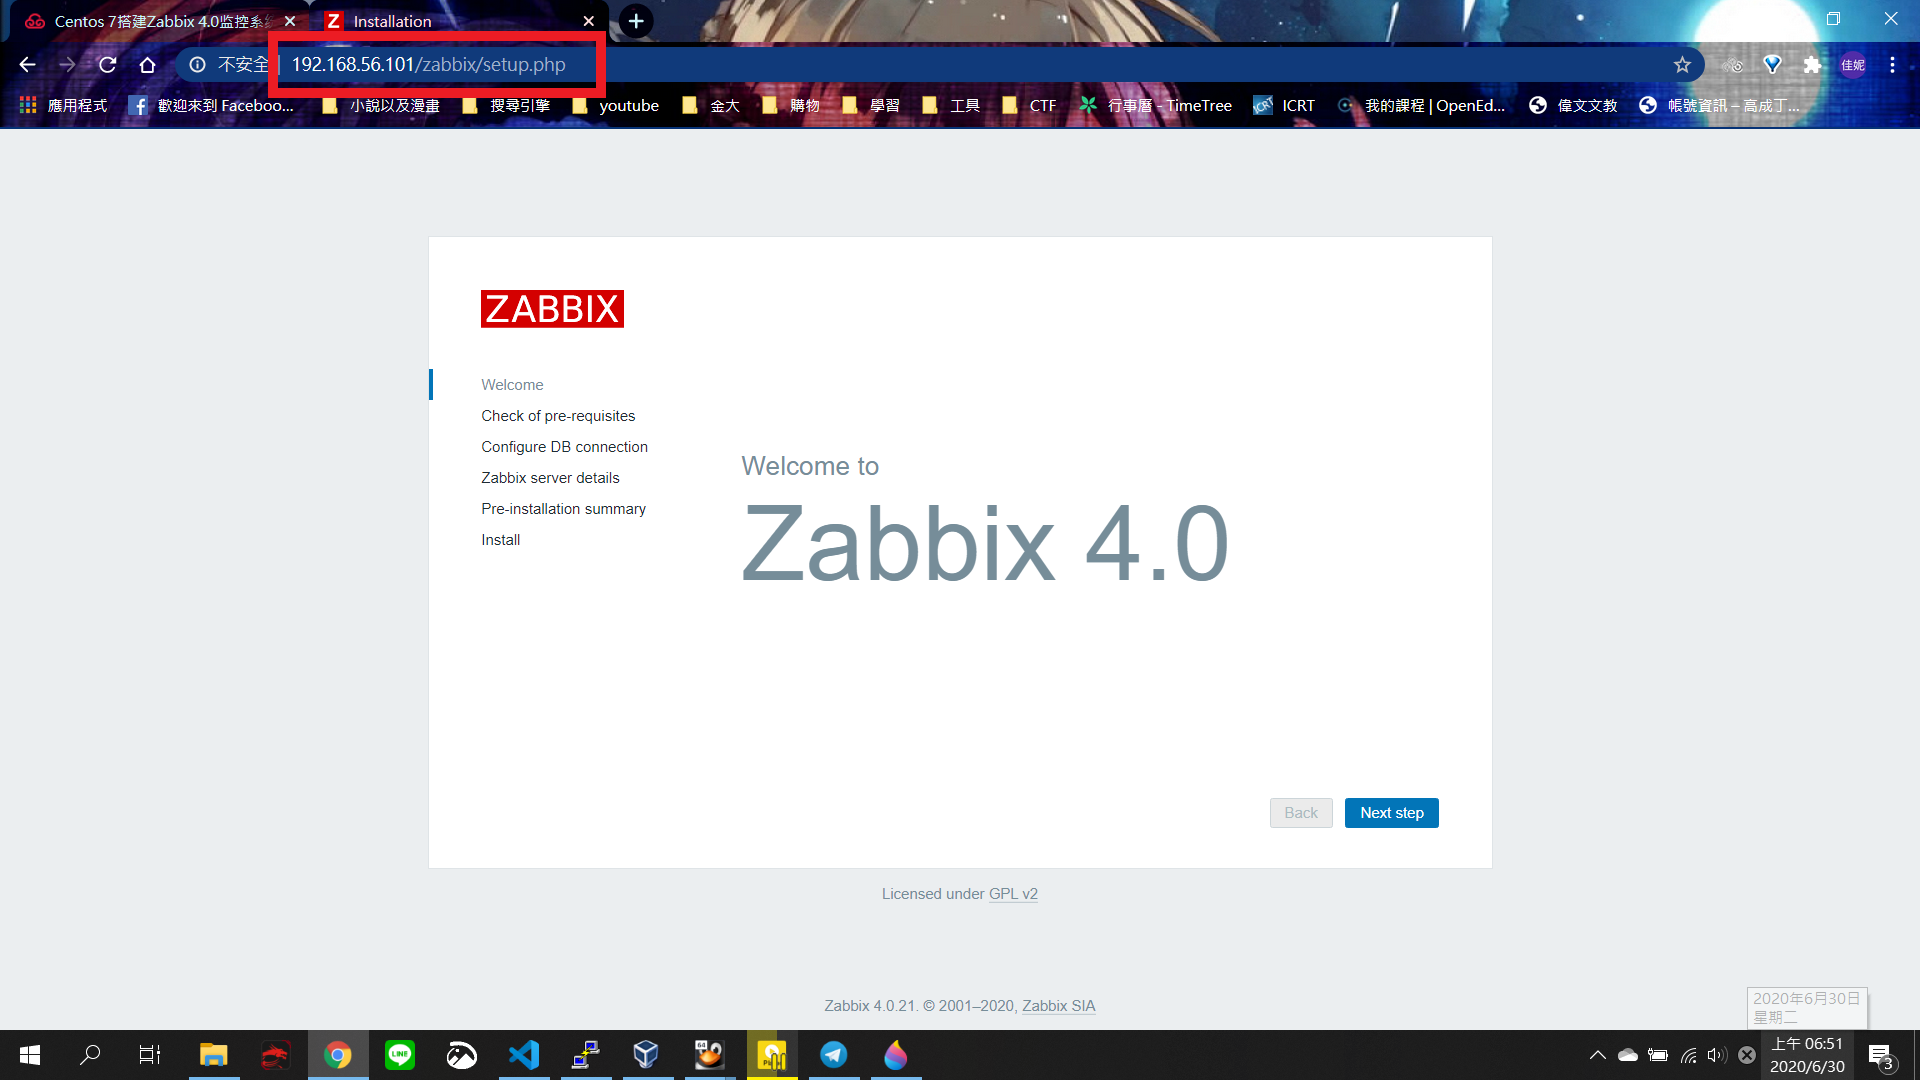 Centos 7搭建Zabbix 4.0监控系统
Installation
不安全
192.168.56.101/zabbix/setup.php
佳妮
應用程式
歡迎來到 Faceboo...
小說以及漫畫
搜尋引擎
youtube
金大
購物
學習
工具
CTF
行事曆 - TimeTree
ICRT
我的課程 | OpenEd...
偉文文教
帳號資訊 – 高成丁...
ZABBIX
Welcome
Check of pre-requisites
Configure DB connection
Zabbix server details
Pre-installation summary
Install
Welcome to
Zabbix 4.0
Back
Next step
Licensed under GPL v2
Zabbix 4.0.21. © 2001–2020, Zabbix SIA
2020年6月30日
星期二
LINE
64
上午 06:51
2020/6/30
3